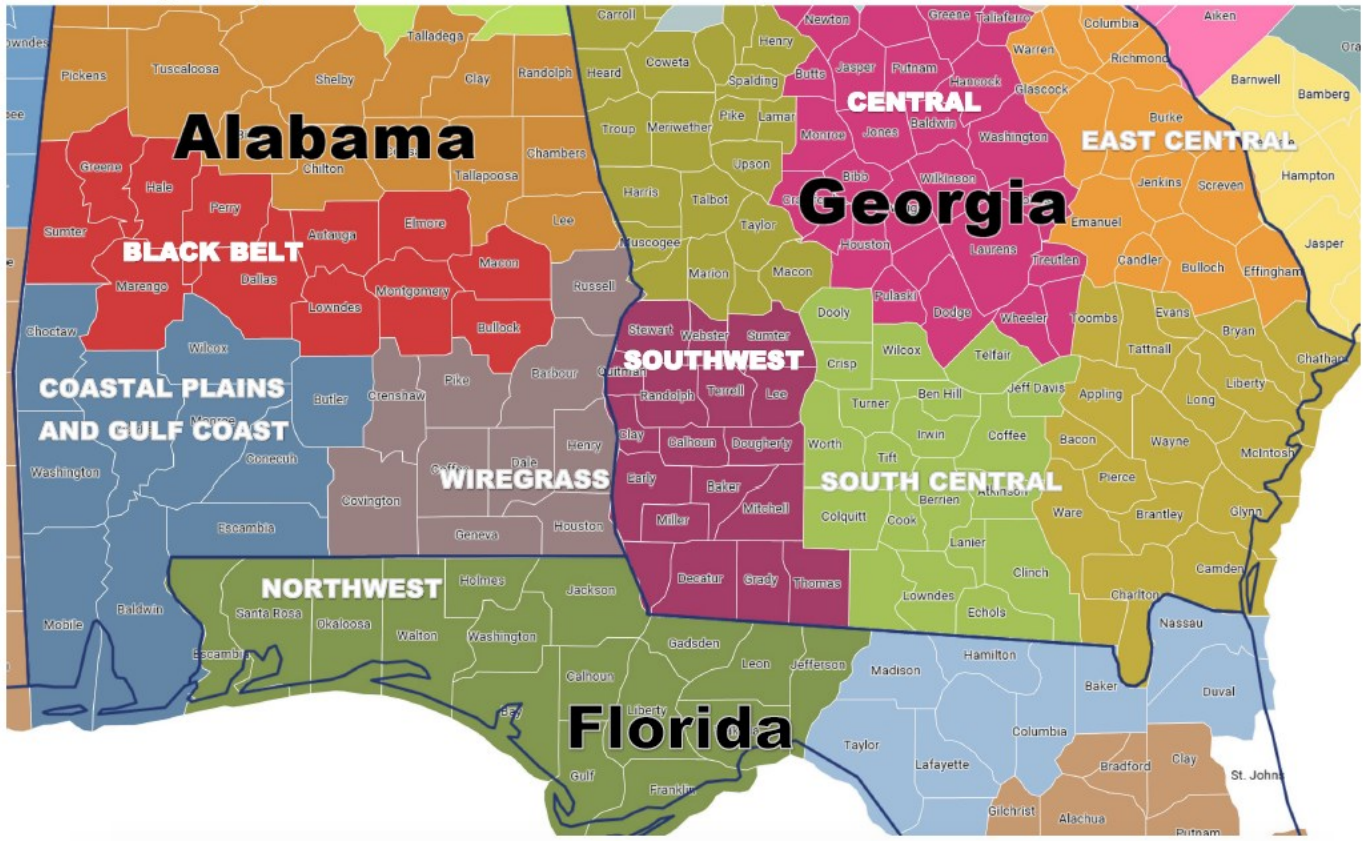 Carroll
Newton
Greene
Taliaferro
Columbia
Aiken
owndes
Talladega
Henry
Pickens
Tuscaloosa
Shelby
Clay
Randolph
Heard
Coweta
Spalding
Butts
Jasper
Putnam
Hancock
Warren
Richmond
Glascock
Barnwell
Bamberg
Alabama
CENTRAL
Troup
Meriwether
Pike
Lamar
Monroe
Jones
Baldwin
Washington
Burke
EAST CENTRAL
Greene
Hale
Chilton
Chambers
Tallapoosa
Upson
Bibb
Wilkinson
Jenkins
Screven
Hampton
Perry
Elmore
Lee
Harris
Talbot
Georgia
Sumter
BLACK BELT
Autauga
Macon
Muscogee
Taylor
Houston
Laurens
Emanuel
Jasper
Marengo
Dallas
Lowndes
Montgomery
Bullock
Russell
Marion
Macon
Treutlen
Candler
Bulloch
Effingham
Choctaw
Wilcox
Stewart
Webster
Sumter
Dooly
Pulaski
Dodge
Wheeler
Toombs
Evans
Bryan
SOUTHWEST
Wilcox
Telfair
Tattnall
Chatham
COASTAL PLAINS
AND GULF COAST
Monroe
Butler
Crenshaw
Pike
Barbour
Quitman
Randolph
Terrell
Lee
Crisp
Turner
Ben Hill
Jeff Davis
Appling
Long
Liberty
Washington
Conecuh
Henry
Clay
Calhoun
Dougherty
Worth
Irwin
Coffee
Bacon
Wayne
McIntosh
Coffee
Dale
WIREGRASS
Tift
SOUTH CENTRAL
Covington
Early
Baker
Berrien
Atkinson
Pierce
Escambia
Geneva
Houston
Miller
Mitchell
Colquitt
Cook
Lanier
Ware
Brantley
Glynn
NORTHWEST
Holmes
Jackson
Decatur
Grady
Thomas
Clinch
Camden
Mobile
Baldwin
Santa Rosa
Okaloosa
Walton
Washington
Lowndes
Echols
Charlton
Nassau
Escambia
Gadsden
Leon
Jefferson
Madison
Hamilton
Baker
Duval
Calhoun
Bay
Liberty
Florida
Taylor
Lafayette
Columbia
Gulf
Franklin
Bradford
Clay
St. Johns
Gilchrist
Alachua
Putnam